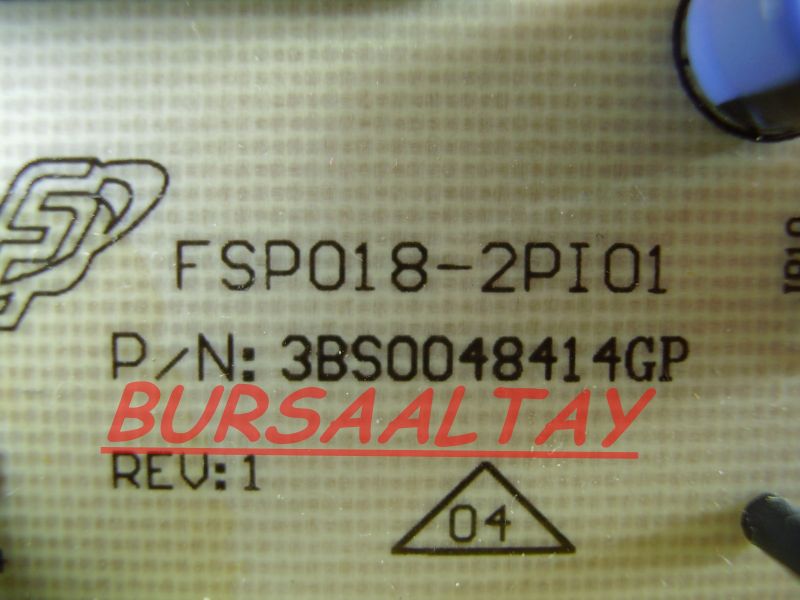 FSP018-2PI01
P/N: 3BS0048414GP
BURSAALTAY
REV:1
04